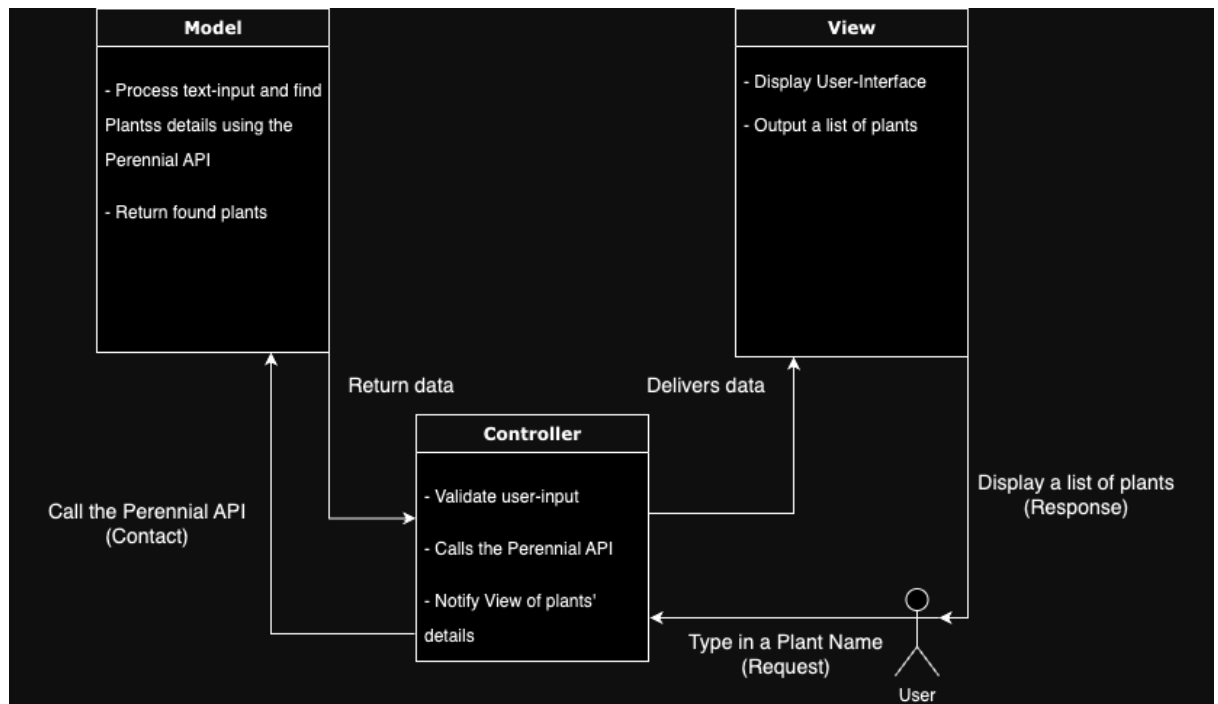 Model
- Process text-input and find
Plantss details using the
Perennial API
- Return found plants
View
- Display User-Interface
- Output a list of plants
Return data
Delivers data
Controller
- Validate user-input
- Calls the Perennial API
- Notify View of plants'
details
Call the Perennial API
(Contact)
Display a list of plants
(Response)
Type in a Plant Name
(Request)
User